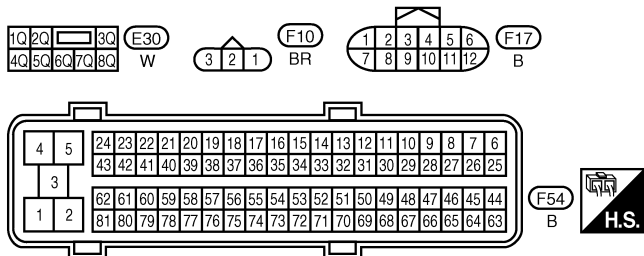 1Q 2Q 3Q
4Q 5Q 6Q 7Q 8Q
E30
W
3 2 1
F10
BR
1 2 3 4 5 6
7 8 9 10 11 12
F17
B
4 5
3
1 2
24 23 22 21 20 19 18 17 16 15 14 13 12 11 10 9 8 7 6
43 42 41 40 39 38 37 36 35 34 33 32 31 30 29 28 27 26 25
62 61 60 59 58 57 56 55 54 53 52 51 50 49 48 47 46 45 44
81 80 79 78 77 76 75 74 73 72 71 70 69 68 67 66 65 64 63
F54
B
H.S.